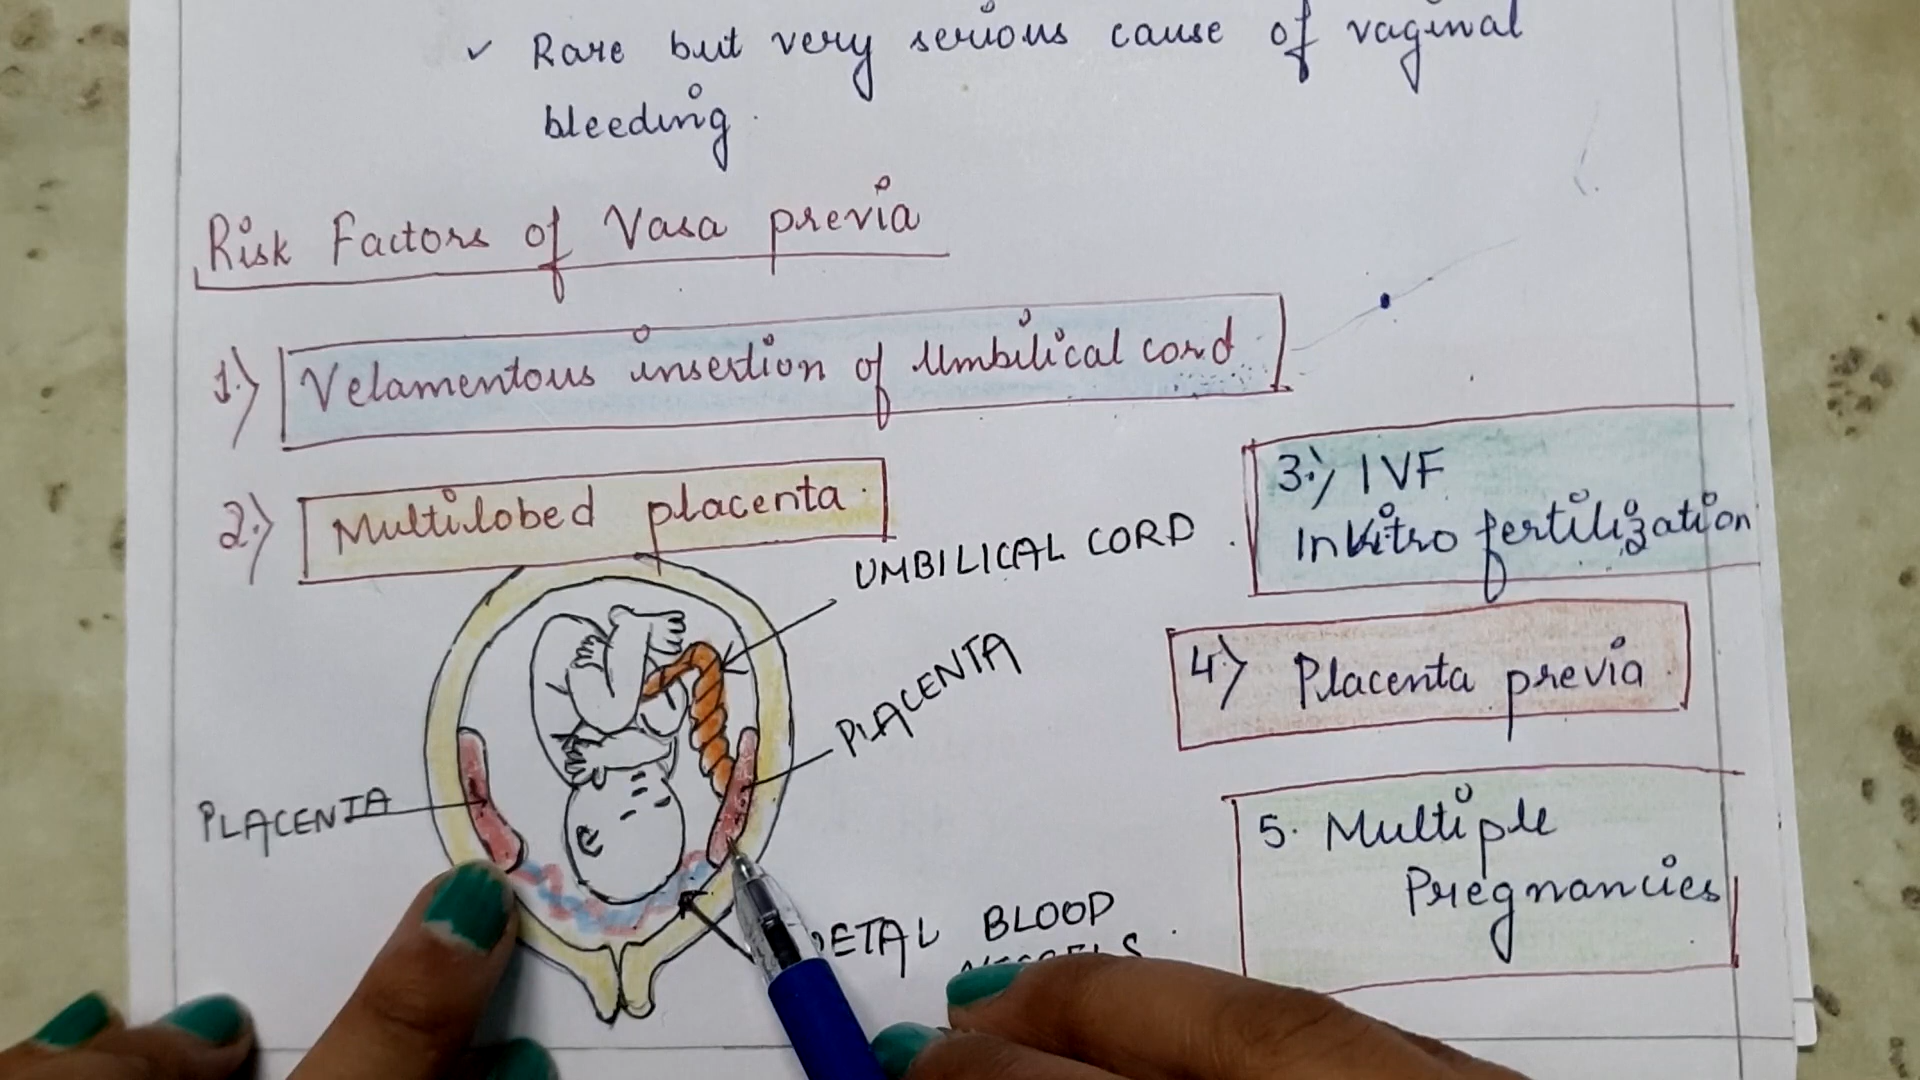 ✓ Rare but very serious cause of vaginal
bleeding.
Risk Factors of Vasa previa
1.) Velamentous insertion of Umbilical cord
2.) Multilobed placenta.
3.) IVF
InVitro fertilization
4.) Placenta previa
5. Multiple
Pregnancies
UMBILICAL CORD
PLACENTA
PLACENTA
BLOOD